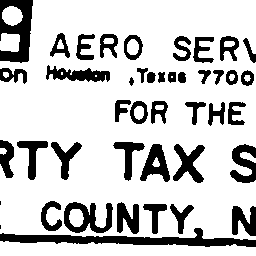 AERO SERV
on Houston, Texas 7700
FOR THE
RTY TAX S
COUNTY, N